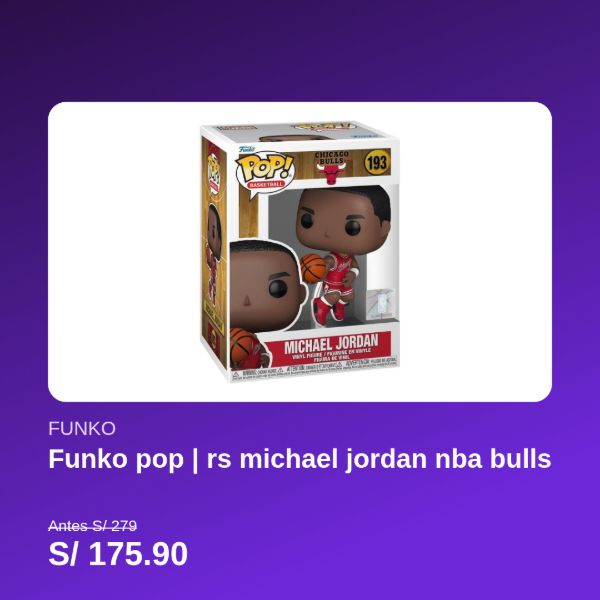 Funko
POP!
BASKETBALL
CHICAGO
BULLS
193
MICHAEL JORDAN
VINYL FIGURE / FIGURINE EN VINYLE
FIGURA DE VINIL
FUNKO
Funko pop | rs michael jordan nba bulls
Antes S/ 279
S/ 175.90